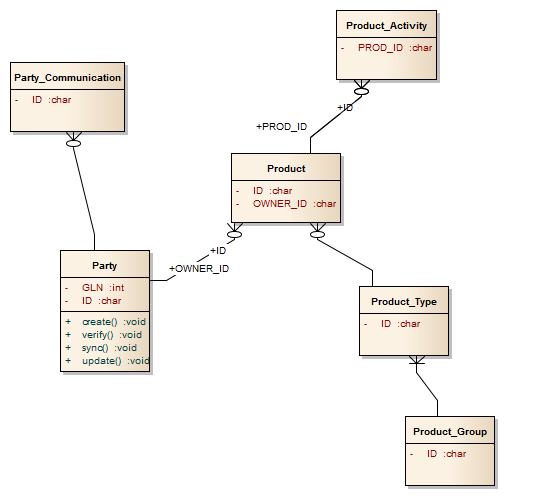 Product_Activity
- PROD_ID :char
Party_Communication
- ID :char
+ID
+PROD_ID
Product
- ID :char
- OWNER_ID :char
+ID
+OWNER_ID
Party
- GLN :int
- ID :char
+ create() :void
+ verify() :void
+ sync() :void
+ update() :void
Product_Type
- ID :char
Product_Group
- ID :char